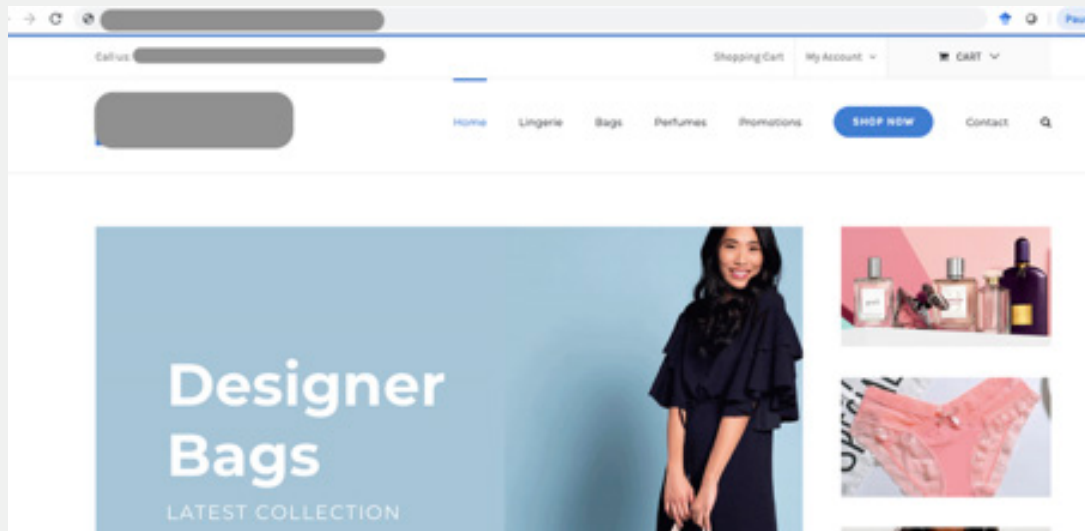 Paus
Call us
Shopping Cart My Account CART
Home Lingerie Bags Perfumes Promotions SHOP NOW Contact
Designer
Bags
LATEST COLLECTION